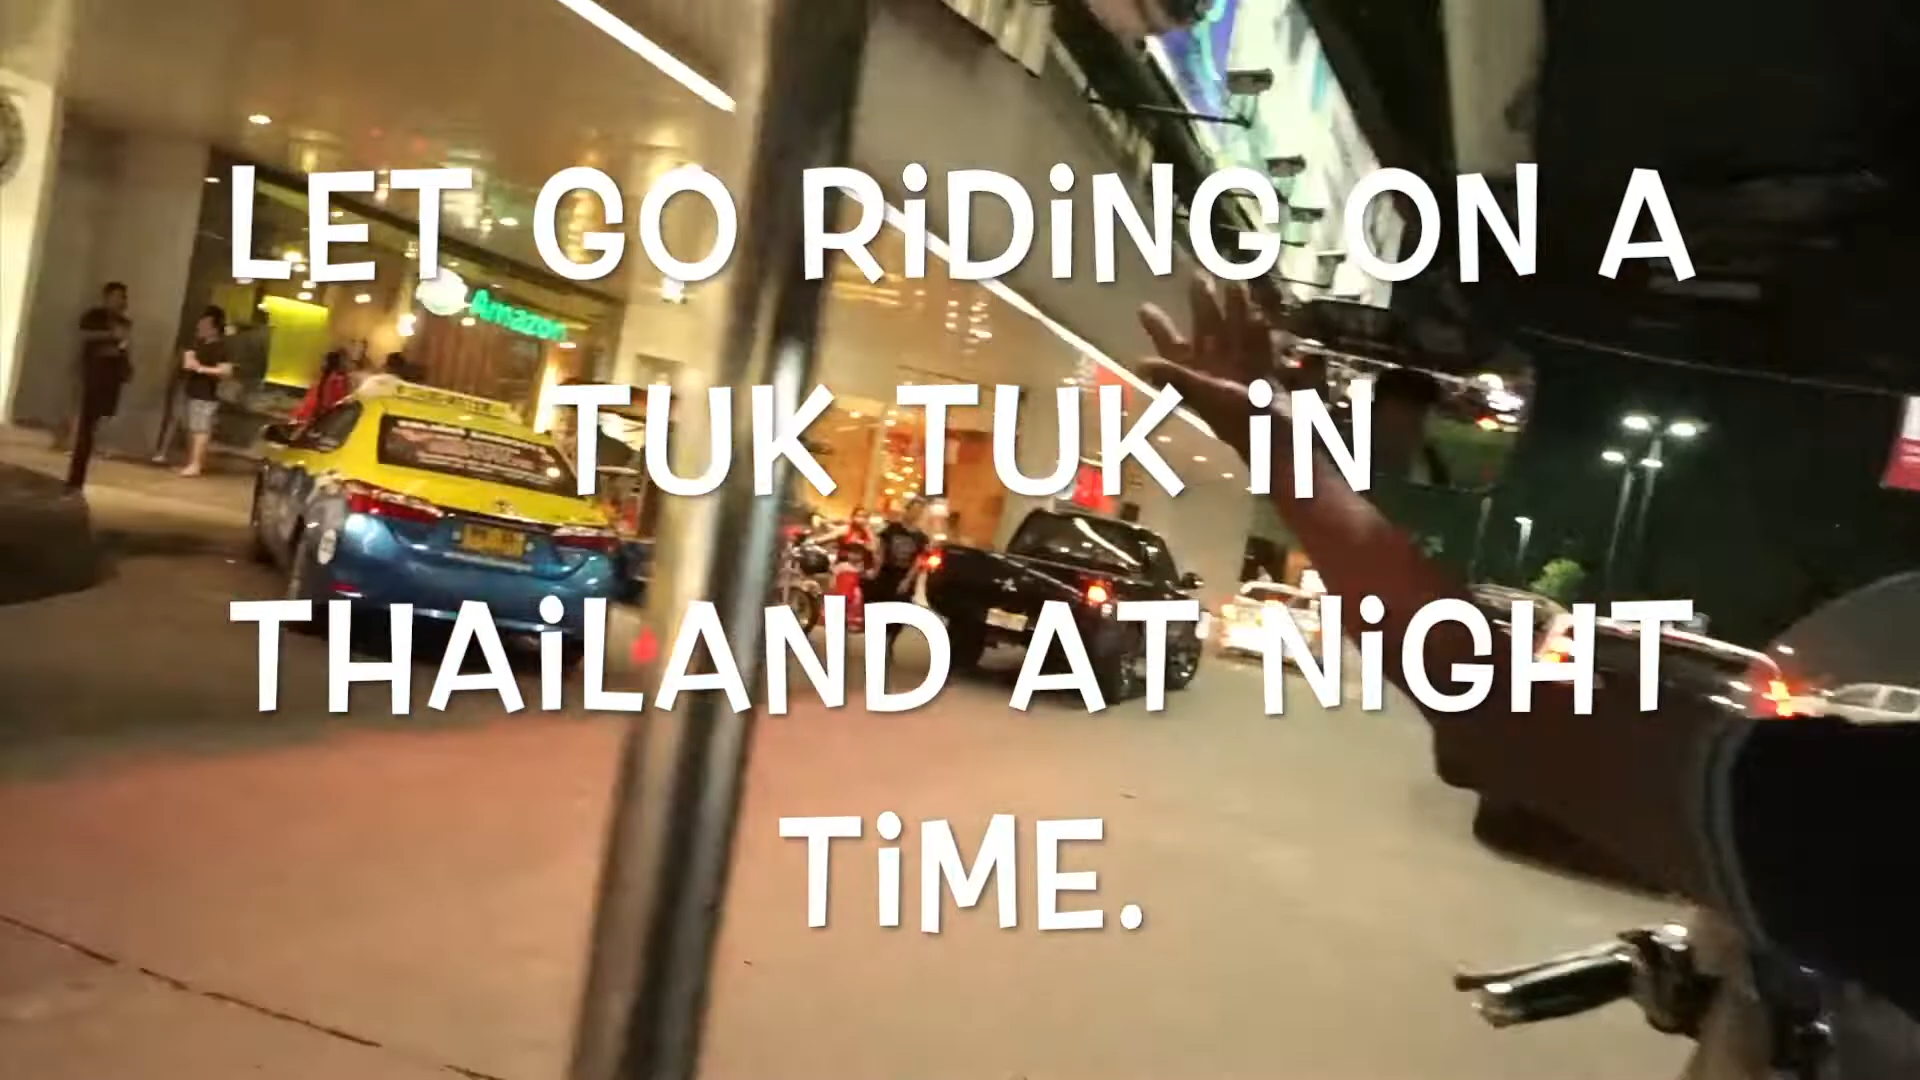 LET GO RiDiNG ON A
TUK TUK iN
THAiLAND AT NiGHT
TiME.
Amazon